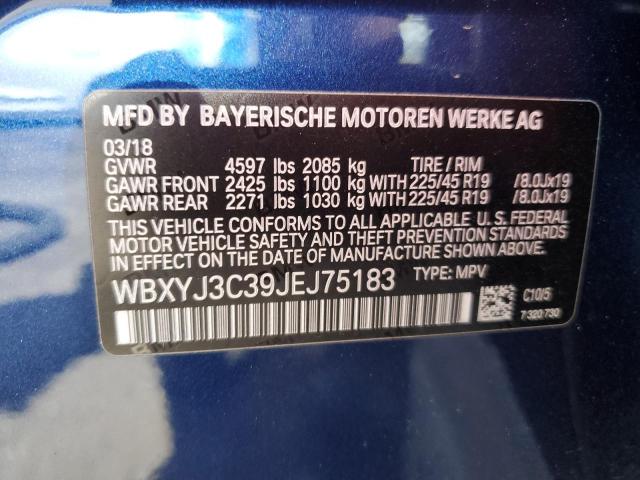 MFD BY BAYERISCHE MOTOREN WERKE AG
03/18
GVWR 4597 lbs 2085 kg TIRE / RIM
GAWR FRONT 2425 lbs 1100 kg WITH 225/45 R19 /8.0Jx19
GAWR REAR 2271 lbs 1030 kg WITH 225/45 R19 /8.0Jx19
THIS VEHICLE CONFORMS TO ALL APPLICABLE U.S. FEDERAL
MOTOR VEHICLE SAFETY AND THEFT PREVENTION STANDARDS
IN EFFECT ON THE DATE OF MANUFACTURE SHOWN ABOVE.
WBXYJ3C39JEJ75183 TYPE: MPV
C10/5
7 320 730